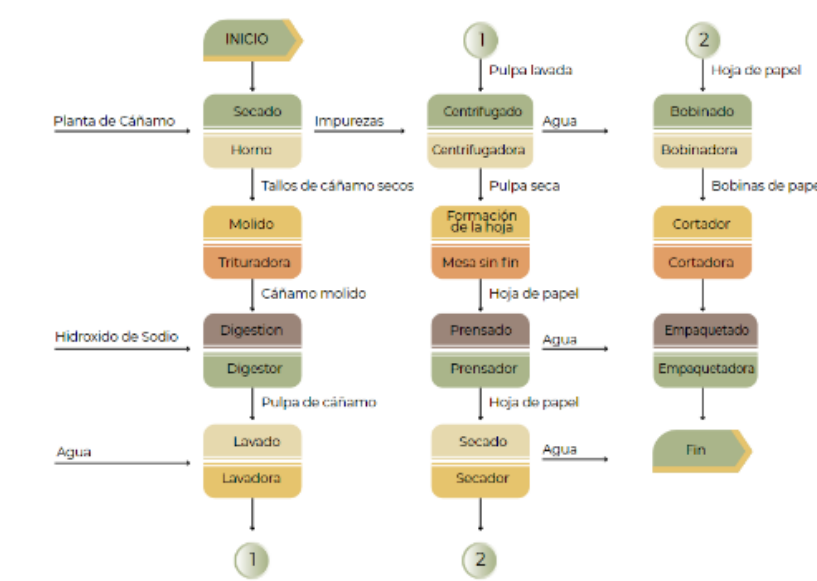 INICIO
Planta de Cáñamo
Secado
Horno
Impurezas
Tallos de cáñamo secos
Molido
Trituradora
Cáñamo molido
Hidroxido de Sodio
Digestion
Digestor
Pulpa de cáñamo
Agua
Lavado
Lavadora
1
1
Pulpa lavada
Centrifugado
Centrifugadora
Agua
Pulpa seca
Formación
de la hoja
Mesa sin fin
Hoja de papel
Prensado
Prensador
Agua
Hoja de papel
Secado
Secador
Agua
2
2
Hoja de papel
Bobinado
Bobinadora
Bobinas de pape
Cortador
Cortadora
Empaquetado
Empaquetadora
Fin